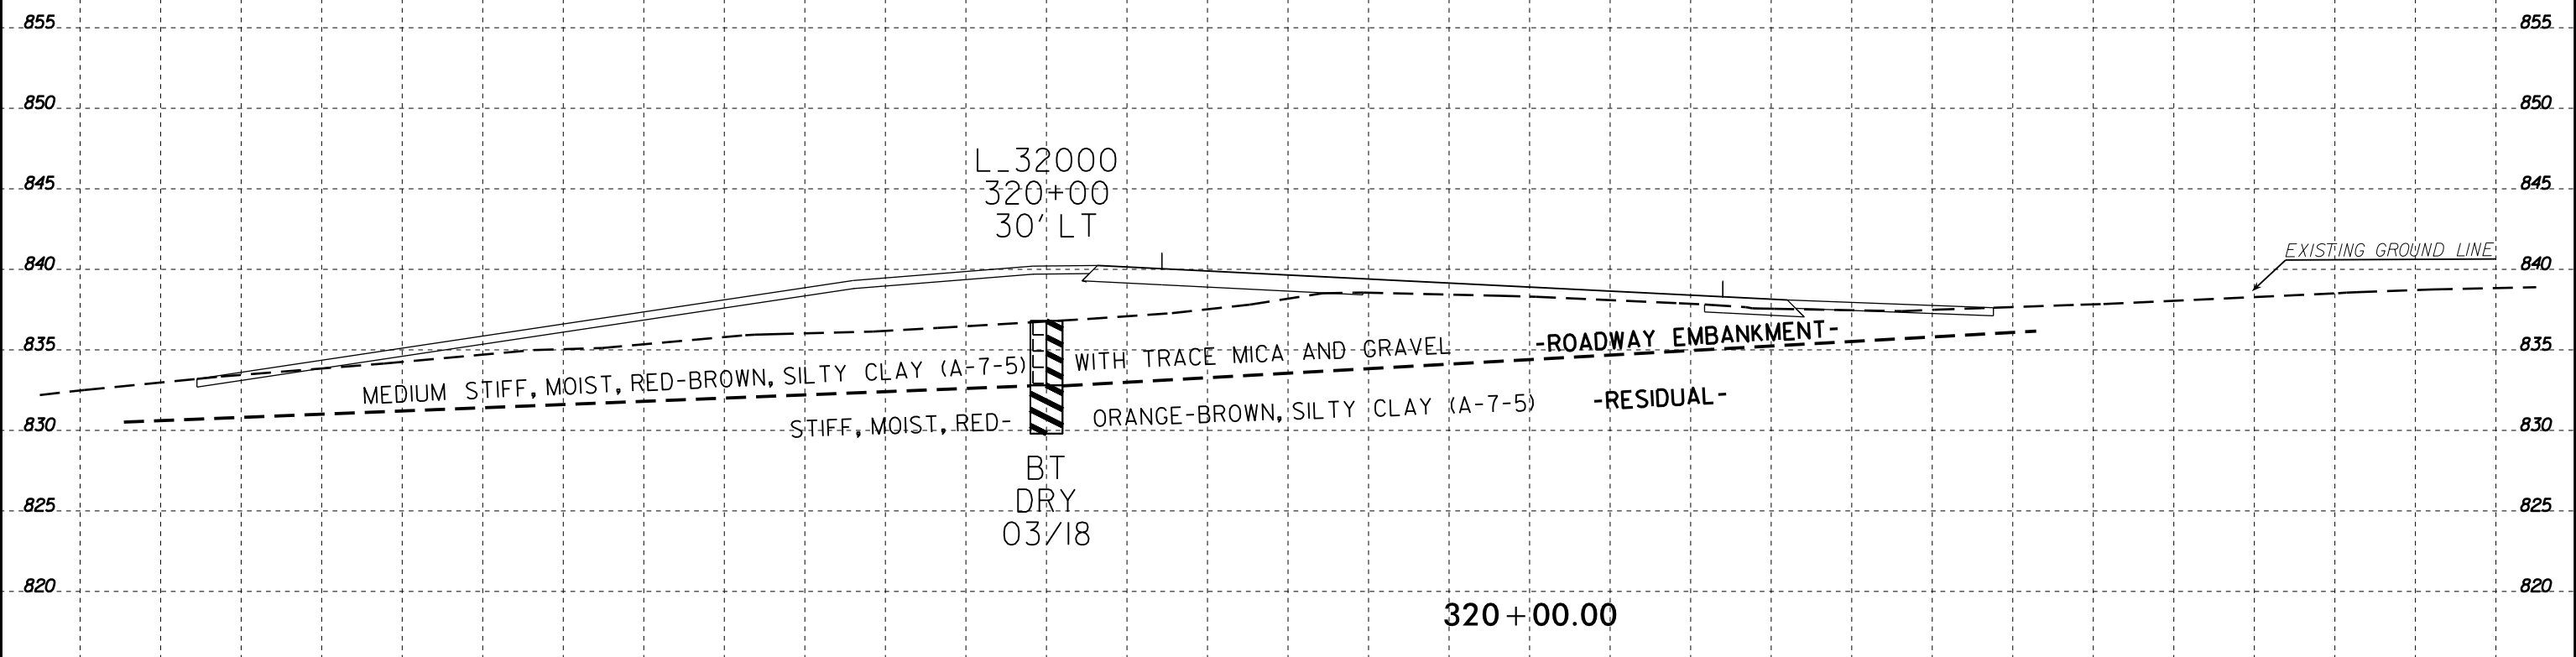 855 855
850 850
L_32000
845 845
320+00
30' LT
EXISTING GROUND LINE
840 840
-ROADWAY EMBANKMENT-
835 835
MEDIUM STIFF, MOIST, RED-BROWN, SILTY CLAY (A-7-5) WITH TRACE MICA AND GRAVEL
-RESIDUAL-
STIFF, MOIST, RED- ORANGE-BROWN, SILTY CLAY (A-7-5)
830 830
BT
DRY
825 825
03/18
820 820
320+00.00